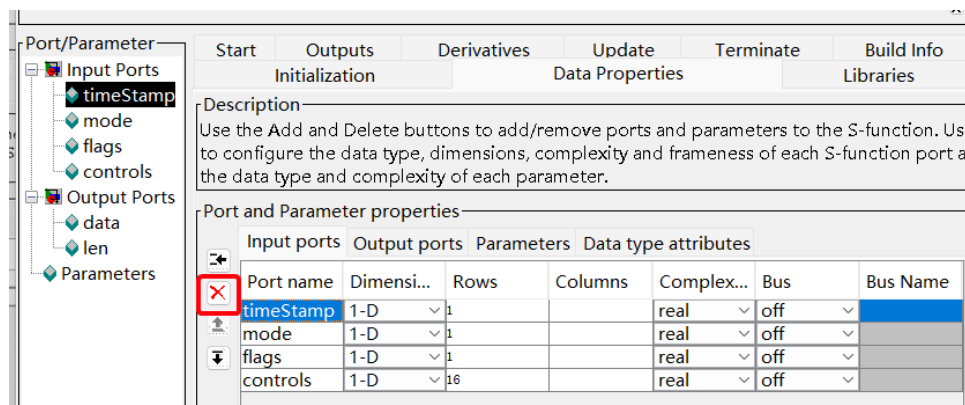 Port/Parameter
Input Ports
timeStamp
mode
flags
controls
Output Ports
data
len
Parameters
Start Outputs Derivatives Update Terminate Build Info
Initialization Data Properties Libraries
Description
Use the Add and Delete buttons to add/remove ports and parameters to the S-function. Us
to configure the data type, dimensions, complexity and frameness of each S-function port a
the data type and complexity of each parameter.
Port and Parameter properties
Input ports Output ports Parameters Data type attributes
Port name Dimensi... Rows Columns Complex... Bus Bus Name
timeStamp 1-D 1 real off
mode 1-D 1 real off
flags 1-D 1 real off
controls 1-D 16 real off